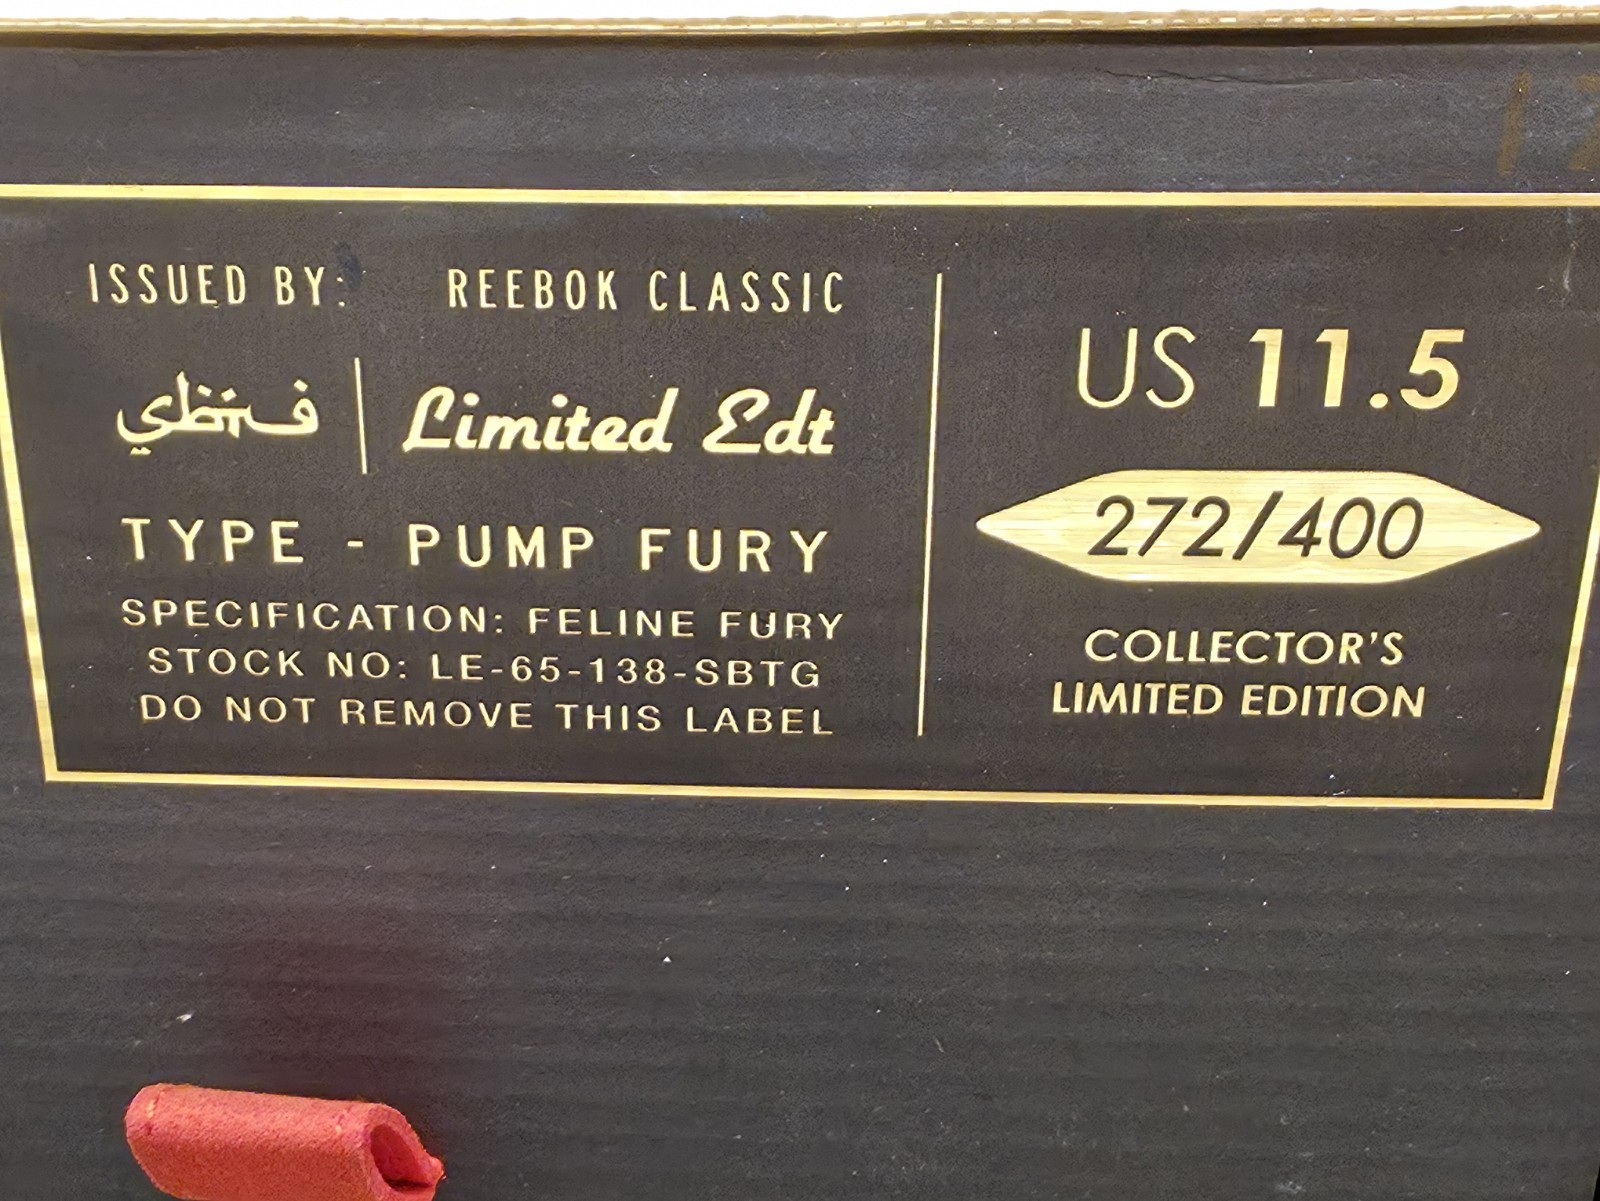 ISSUED BY: REEBOK CLASSIC
Limited Edt
TYPE - PUMP FURY
SPECIFICATION: FELINE FURY
STOCK NO: LE-65-138-SBTG
DO NOT REMOVE THIS LABEL
US 11.5
272/400
COLLECTOR'S
LIMITED EDITION